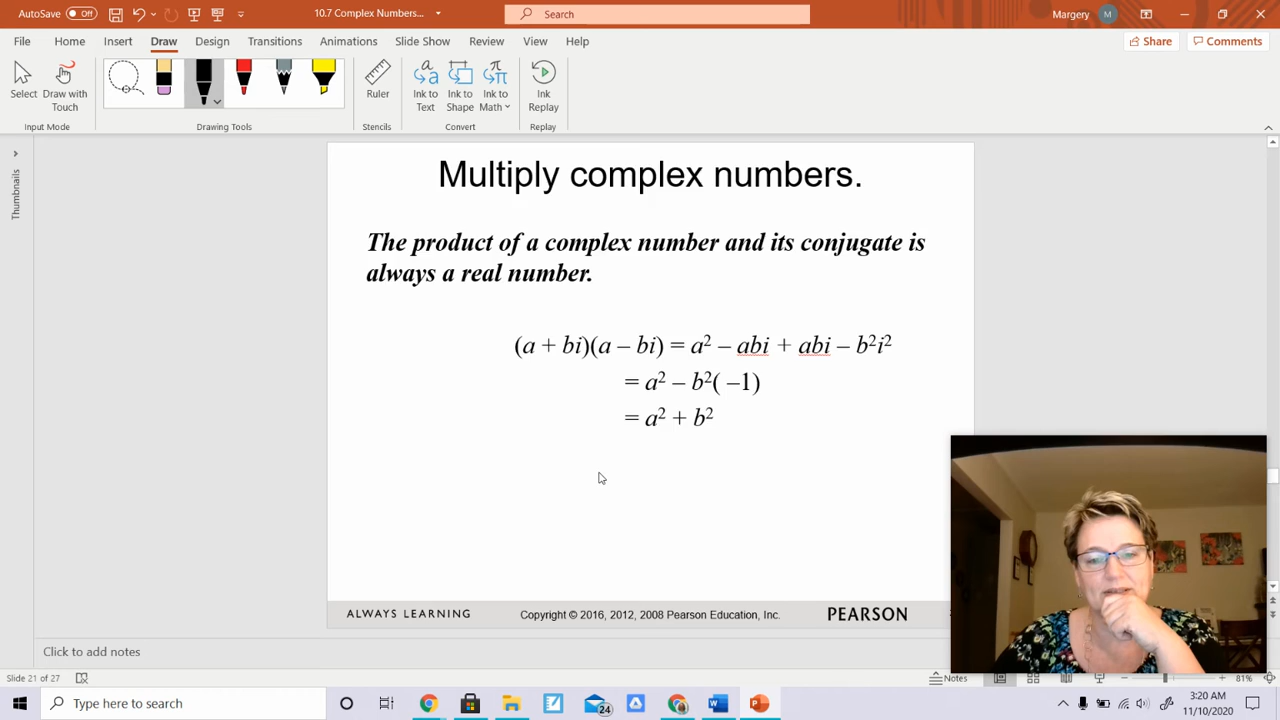 AutoSave Off 10.7 Complex Numbers... Search Margery M
File Home Insert Draw Design Transitions Animations Slide Show Review View Help Share Comments
Select Draw with Touch Ruler Ink to Text Ink to Shape Ink to Math Ink Replay
Input Mode Drawing Tools Stencils Convert Replay
Thumbnails
Multiply complex numbers.
The product of a complex number and its conjugate is
always a real number.
(a + bi)(a – bi) = a² – abi + abi – b²i²
= a² – b²( –1)
= a² + b²
ALWAYS LEARNING Copyright © 2016, 2012, 2008 Pearson Education, Inc. PEARSON
Click to add notes
Slide 21 of 27 Notes 81%
Type here to search 24 3:20 AM
11/10/2020